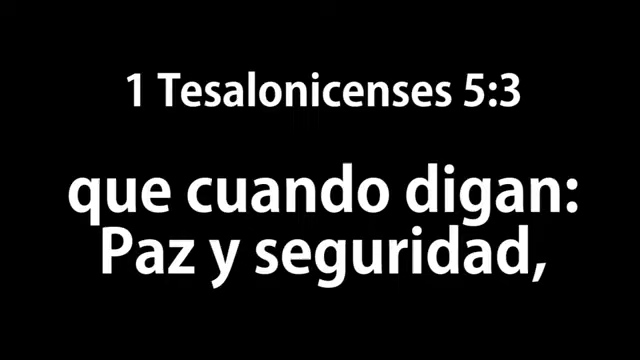 1 Tesalonicenses 5:3
que cuando digan:
Paz y seguridad,